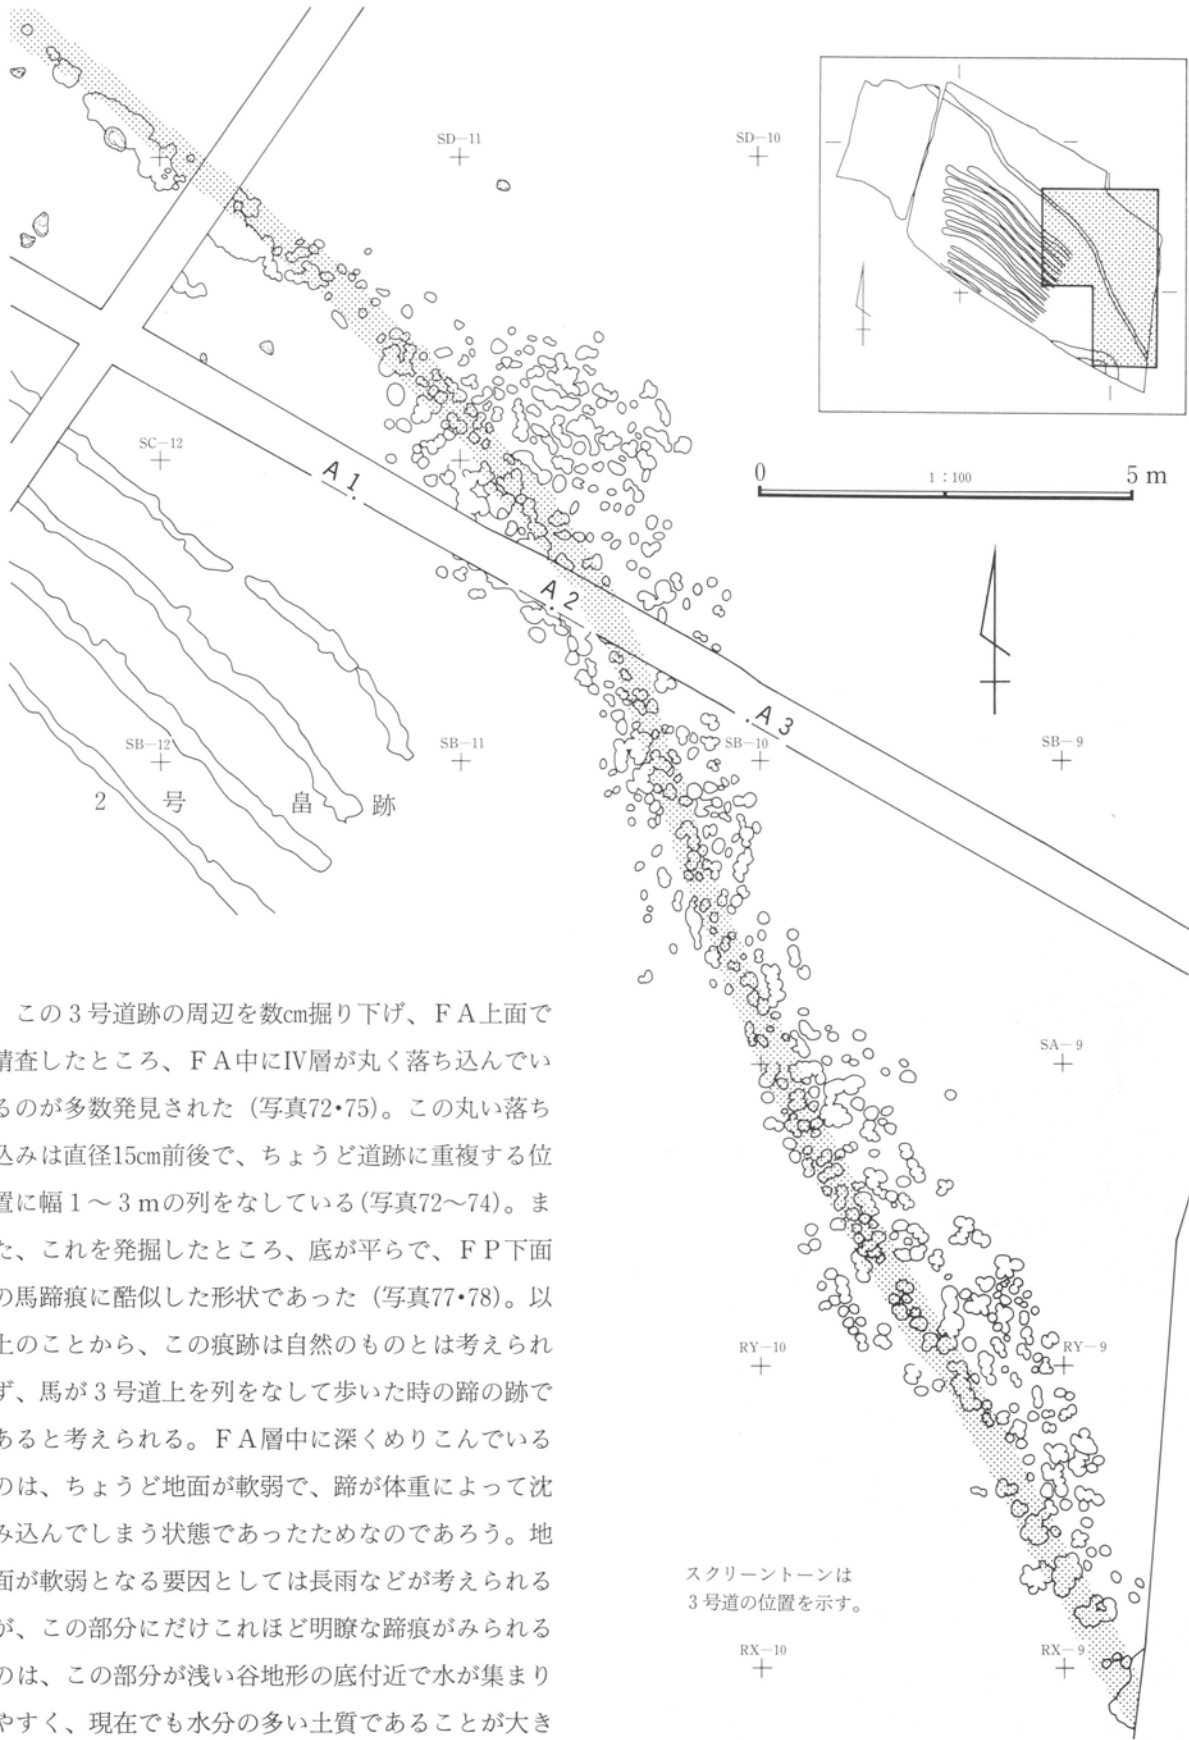 SD－11
SD－10
SC－12
A 1
0
1：100
5 m
A 2
A 3
SB－12
SB－11
SB－10
SB－9
2　号　畠　跡
この３号道跡の周辺を数cm掘り下げ、ＦＡ上面で
精査したところ、ＦＡ中にIV層が丸く落ち込んでい
るのが多数発見された（写真72・75）。この丸い落ち
込みは直径15cm前後で、ちょうど道跡に重複する位
置に幅１～３ｍの列をなしている（写真72～74）。ま
た、これを発掘したところ、底が平らで、ＦＰ下面
の馬蹄痕に酷似した形状であった（写真77・78）。以
上のことから、この痕跡は自然のものとは考えられ
ず、馬が３号道上を列をなして歩いた時の蹄の跡で
あると考えられる。ＦＡ層中に深くめりこんでいる
のは、ちょうど地面が軟弱で、蹄が体重によって沈
み込んでしまう状態であったためなのであろう。地
面が軟弱となる要因としては長雨などが考えられる
が、この部分にだけこれほど明瞭な蹄痕がみられる
のは、この部分が浅い谷地形の底付近で水が集まり
やすく、現在でも水分の多い土質であることが大き
SA－9
RY－10
RY－9
スクリーントーンは
３号道の位置を示す。
RX－10
RX－9